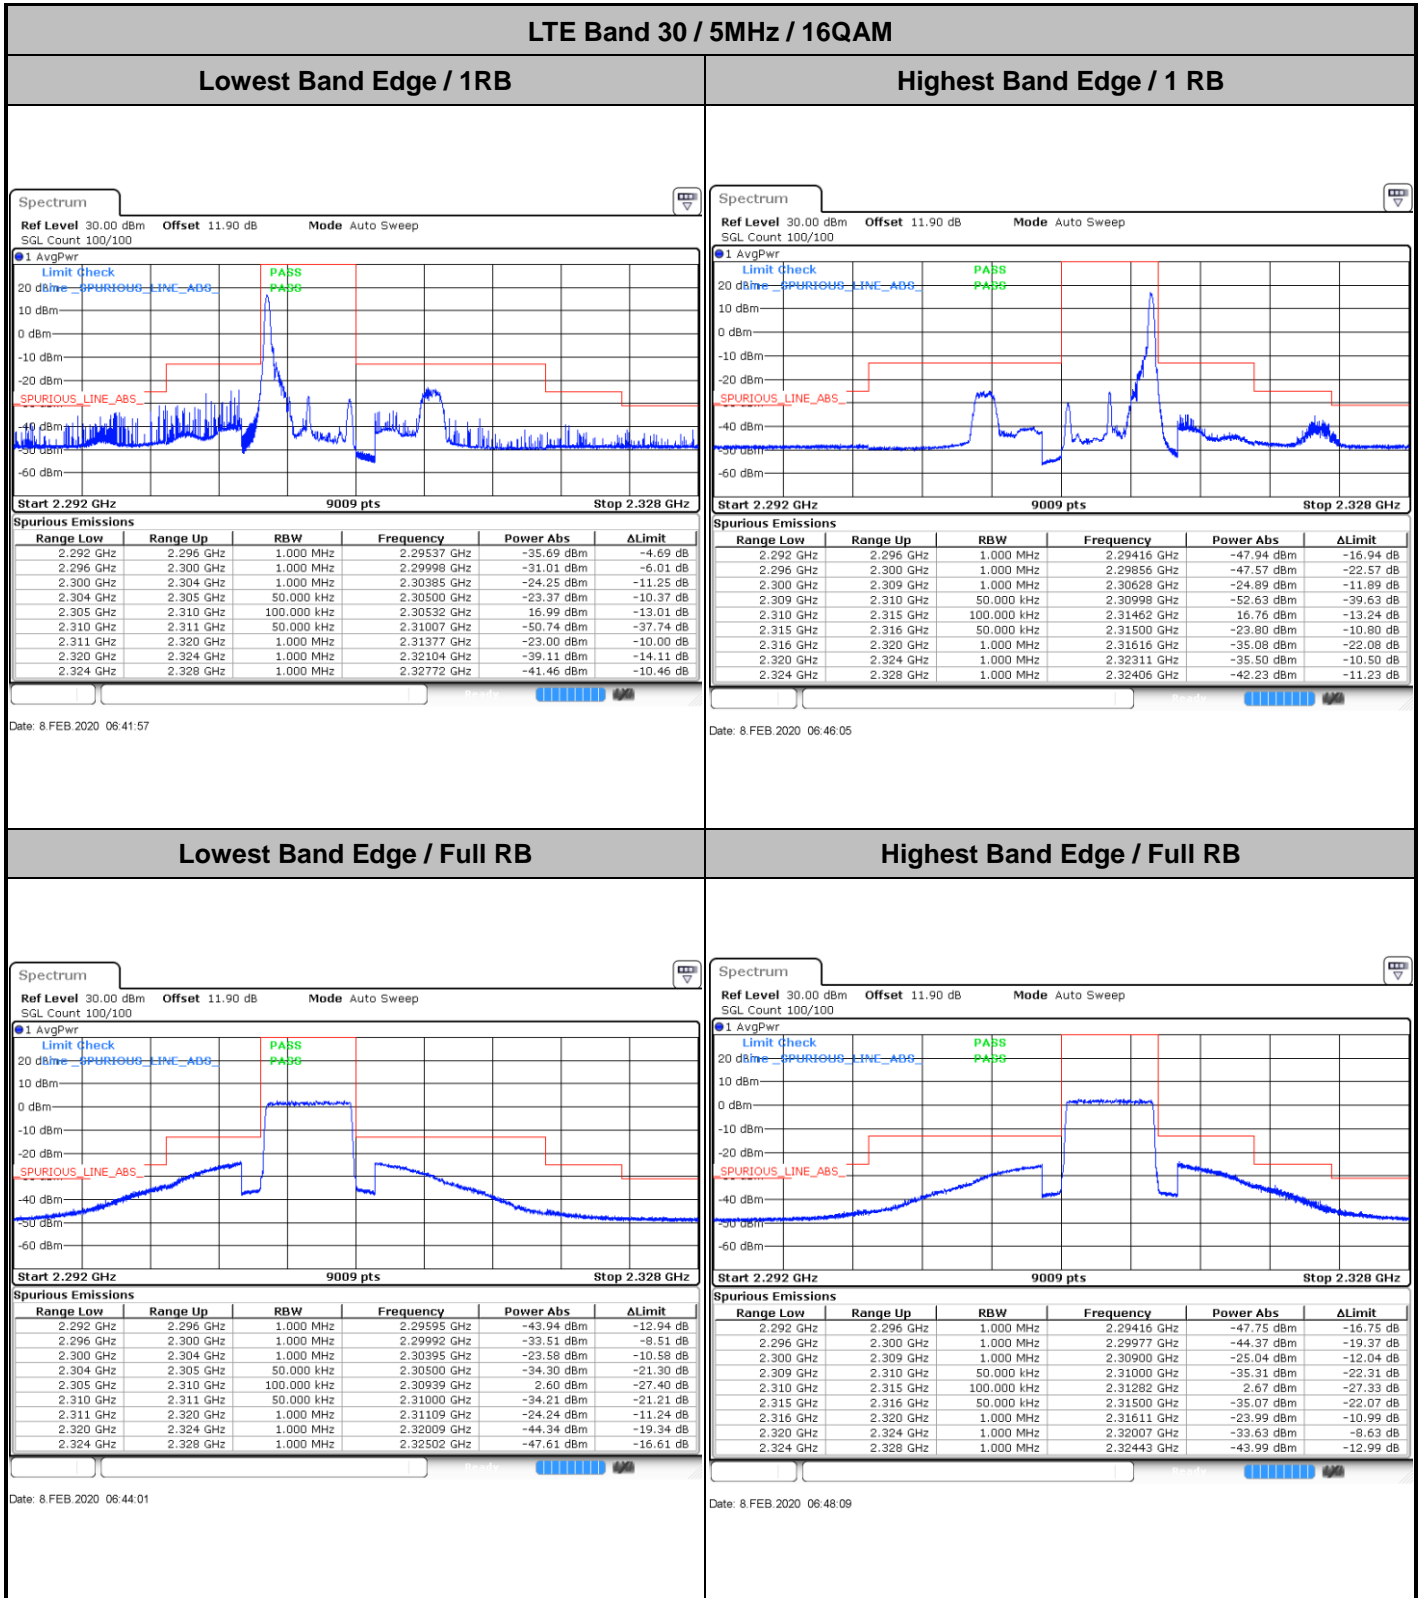 LTE Band 30 / 5MHz / 16QAM
Lowest Band Edge / 1RB
Highest Band Edge / 1 RB
Spectrum
Ref Level 30.00 dBm Offset 11.90 dB Mode Auto Sweep
SGL Count 100/100
1 AvgPwr
Limit Check PASS
Line _SPURIOUS_LINE_ABS_ PASS
20 dBm
10 dBm
0 dBm
-10 dBm
-20 dBm
SPURIOUS_LINE_ABS_
-40 dBm
-50 dBm
-60 dBm
Start 2.292 GHz 9009 pts Stop 2.328 GHz
Spurious Emissions
Range Low Range Up RBW Frequency Power Abs ΔLimit
2.292 GHz 2.296 GHz 1.000 MHz 2.29537 GHz -35.69 dBm -4.69 dB
2.296 GHz 2.300 GHz 1.000 MHz 2.29998 GHz -31.01 dBm -6.01 dB
2.300 GHz 2.304 GHz 1.000 MHz 2.30385 GHz -24.25 dBm -11.25 dB
2.304 GHz 2.305 GHz 50.000 kHz 2.30500 GHz -23.37 dBm -10.37 dB
2.305 GHz 2.310 GHz 100.000 kHz 2.30532 GHz 16.99 dBm -13.01 dB
2.310 GHz 2.311 GHz 50.000 kHz 2.31007 GHz -50.74 dBm -37.74 dB
2.311 GHz 2.320 GHz 1.000 MHz 2.31377 GHz -23.00 dBm -10.00 dB
2.320 GHz 2.324 GHz 1.000 MHz 2.32104 GHz -39.11 dBm -14.11 dB
2.324 GHz 2.328 GHz 1.000 MHz 2.32772 GHz -41.46 dBm -10.46 dB
Ready
Date: 8.FEB.2020 06:41:57
Spectrum
Ref Level 30.00 dBm Offset 11.90 dB Mode Auto Sweep
SGL Count 100/100
1 AvgPwr
Limit Check PASS
Line _SPURIOUS_LINE_ABS_ PASS
20 dBm
10 dBm
0 dBm
-10 dBm
-20 dBm
SPURIOUS_LINE_ABS_
-40 dBm
-50 dBm
-60 dBm
Start 2.292 GHz 9009 pts Stop 2.328 GHz
Spurious Emissions
Range Low Range Up RBW Frequency Power Abs ΔLimit
2.292 GHz 2.296 GHz 1.000 MHz 2.29416 GHz -47.94 dBm -16.94 dB
2.296 GHz 2.300 GHz 1.000 MHz 2.29856 GHz -47.57 dBm -22.57 dB
2.300 GHz 2.309 GHz 1.000 MHz 2.30628 GHz -24.89 dBm -11.89 dB
2.309 GHz 2.310 GHz 50.000 kHz 2.30998 GHz -52.63 dBm -39.63 dB
2.310 GHz 2.315 GHz 100.000 kHz 2.31462 GHz 16.76 dBm -13.24 dB
2.315 GHz 2.316 GHz 50.000 kHz 2.31500 GHz -23.80 dBm -10.80 dB
2.316 GHz 2.320 GHz 1.000 MHz 2.31616 GHz -35.08 dBm -22.08 dB
2.320 GHz 2.324 GHz 1.000 MHz 2.32311 GHz -35.50 dBm -10.50 dB
2.324 GHz 2.328 GHz 1.000 MHz 2.32406 GHz -42.23 dBm -11.23 dB
Ready
Date: 8.FEB.2020 06:46:05
Lowest Band Edge / Full RB
Highest Band Edge / Full RB
Spectrum
Ref Level 30.00 dBm Offset 11.90 dB Mode Auto Sweep
SGL Count 100/100
1 AvgPwr
Limit Check PASS
Line _SPURIOUS_LINE_ABS_ PASS
20 dBm
10 dBm
0 dBm
-10 dBm
-20 dBm
SPURIOUS_LINE_ABS_
-40 dBm
-50 dBm
-60 dBm
Start 2.292 GHz 9009 pts Stop 2.328 GHz
Spurious Emissions
Range Low Range Up RBW Frequency Power Abs ΔLimit
2.292 GHz 2.296 GHz 1.000 MHz 2.29595 GHz -43.94 dBm -12.94 dB
2.296 GHz 2.300 GHz 1.000 MHz 2.29992 GHz -33.51 dBm -8.51 dB
2.300 GHz 2.304 GHz 1.000 MHz 2.30395 GHz -23.58 dBm -10.58 dB
2.304 GHz 2.305 GHz 50.000 kHz 2.30500 GHz -34.30 dBm -21.30 dB
2.305 GHz 2.310 GHz 100.000 kHz 2.30939 GHz 2.60 dBm -27.40 dB
2.310 GHz 2.311 GHz 50.000 kHz 2.31000 GHz -34.21 dBm -21.21 dB
2.311 GHz 2.320 GHz 1.000 MHz 2.31109 GHz -24.24 dBm -11.24 dB
2.320 GHz 2.324 GHz 1.000 MHz 2.32009 GHz -44.34 dBm -19.34 dB
2.324 GHz 2.328 GHz 1.000 MHz 2.32502 GHz -47.61 dBm -16.61 dB
Ready
Date: 8.FEB.2020 06:44:01
Spectrum
Ref Level 30.00 dBm Offset 11.90 dB Mode Auto Sweep
SGL Count 100/100
1 AvgPwr
Limit Check PASS
Line _SPURIOUS_LINE_ABS_ PASS
20 dBm
10 dBm
0 dBm
-10 dBm
-20 dBm
SPURIOUS_LINE_ABS_
-40 dBm
-50 dBm
-60 dBm
Start 2.292 GHz 9009 pts Stop 2.328 GHz
Spurious Emissions
Range Low Range Up RBW Frequency Power Abs ΔLimit
2.292 GHz 2.296 GHz 1.000 MHz 2.29416 GHz -47.75 dBm -16.75 dB
2.296 GHz 2.300 GHz 1.000 MHz 2.29977 GHz -44.37 dBm -19.37 dB
2.300 GHz 2.309 GHz 1.000 MHz 2.30900 GHz -25.04 dBm -12.04 dB
2.309 GHz 2.310 GHz 50.000 kHz 2.31000 GHz -35.31 dBm -22.31 dB
2.310 GHz 2.315 GHz 100.000 kHz 2.31282 GHz 2.67 dBm -27.33 dB
2.315 GHz 2.316 GHz 50.000 kHz 2.31500 GHz -35.07 dBm -22.07 dB
2.316 GHz 2.320 GHz 1.000 MHz 2.31611 GHz -23.99 dBm -10.99 dB
2.320 GHz 2.324 GHz 1.000 MHz 2.32007 GHz -33.63 dBm -8.63 dB
2.324 GHz 2.328 GHz 1.000 MHz 2.32443 GHz -43.99 dBm -12.99 dB
Ready
Date: 8.FEB.2020 06:48:09